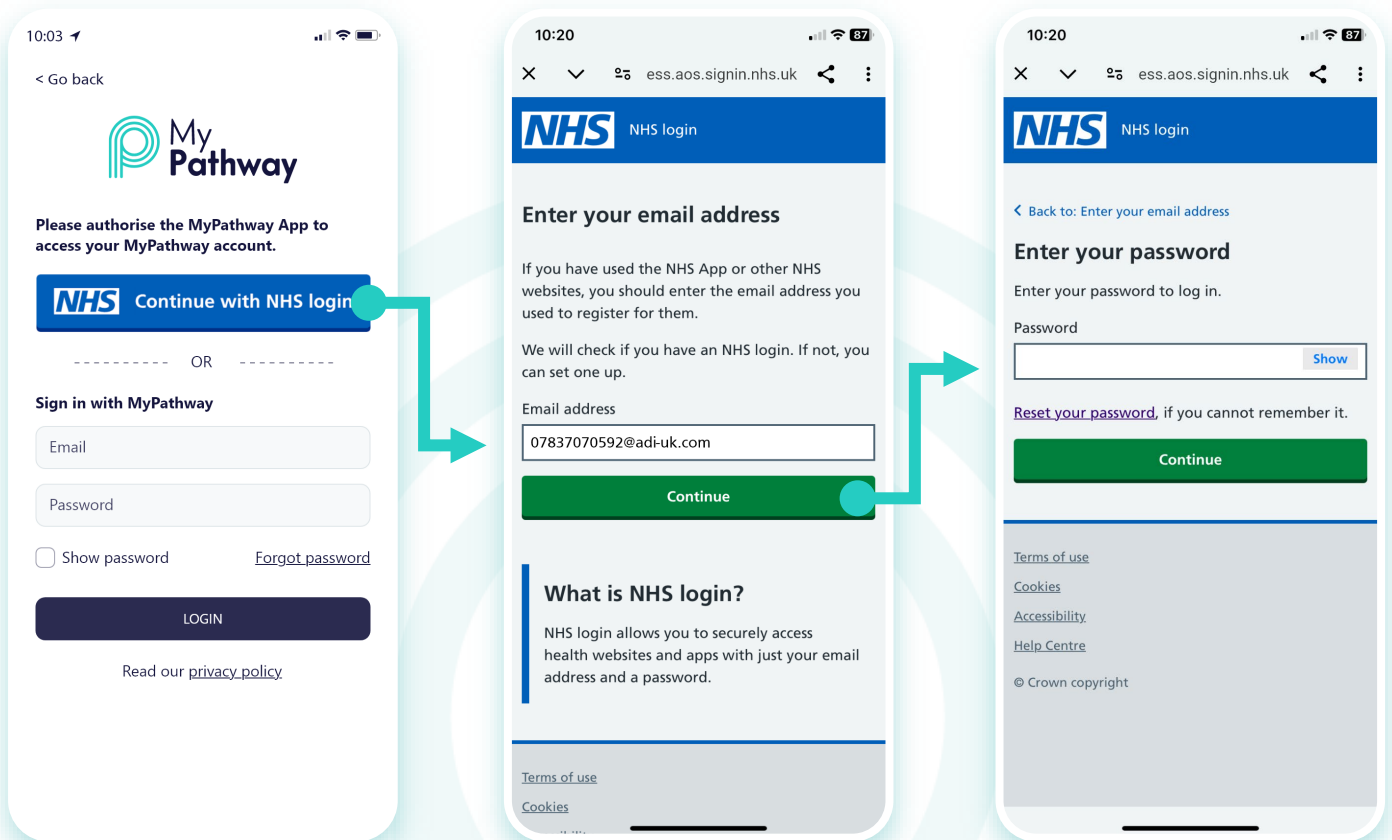 10:03
< Go back
My
Pathway
Please authorise the MyPathway App to
access your MyPathway account.
NHS Continue with NHS login
---------- OR ----------
Sign in with MyPathway
Email
Password
Show password Forgot password
LOGIN
Read our privacy policy
10:20 87
ess.aos.signin.nhs.uk
NHS NHS login
Enter your email address
If you have used the NHS App or other NHS
websites, you should enter the email address you
used to register for them.
We will check if you have an NHS login. If not, you
can set one up.
Email address
07837070592@adi-uk.com
Continue
What is NHS login?
NHS login allows you to securely access
health websites and apps with just your email
address and a password.
Terms of use
Cookies
10:20 87
ess.aos.signin.nhs.uk
NHS NHS login
Back to: Enter your email address
Enter your password
Enter your password to log in.
Password
Show
Reset your password, if you cannot remember it.
Continue
Terms of use
Cookies
Accessibility
Help Centre
© Crown copyright